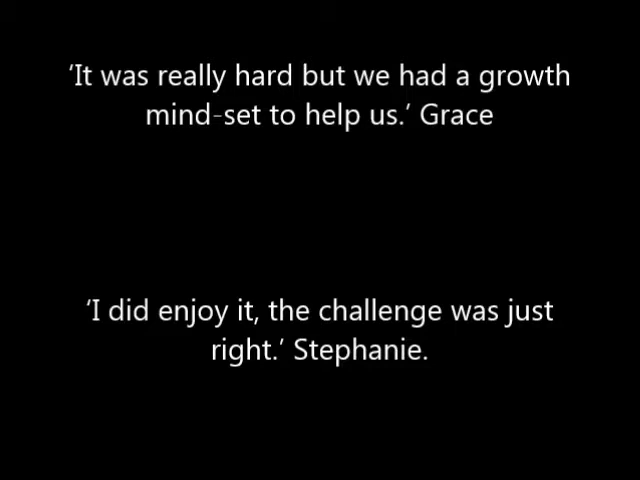 ‘It was really hard but we had a growth
mind-set to help us.’ Grace
‘I did enjoy it, the challenge was just
right.’ Stephanie.